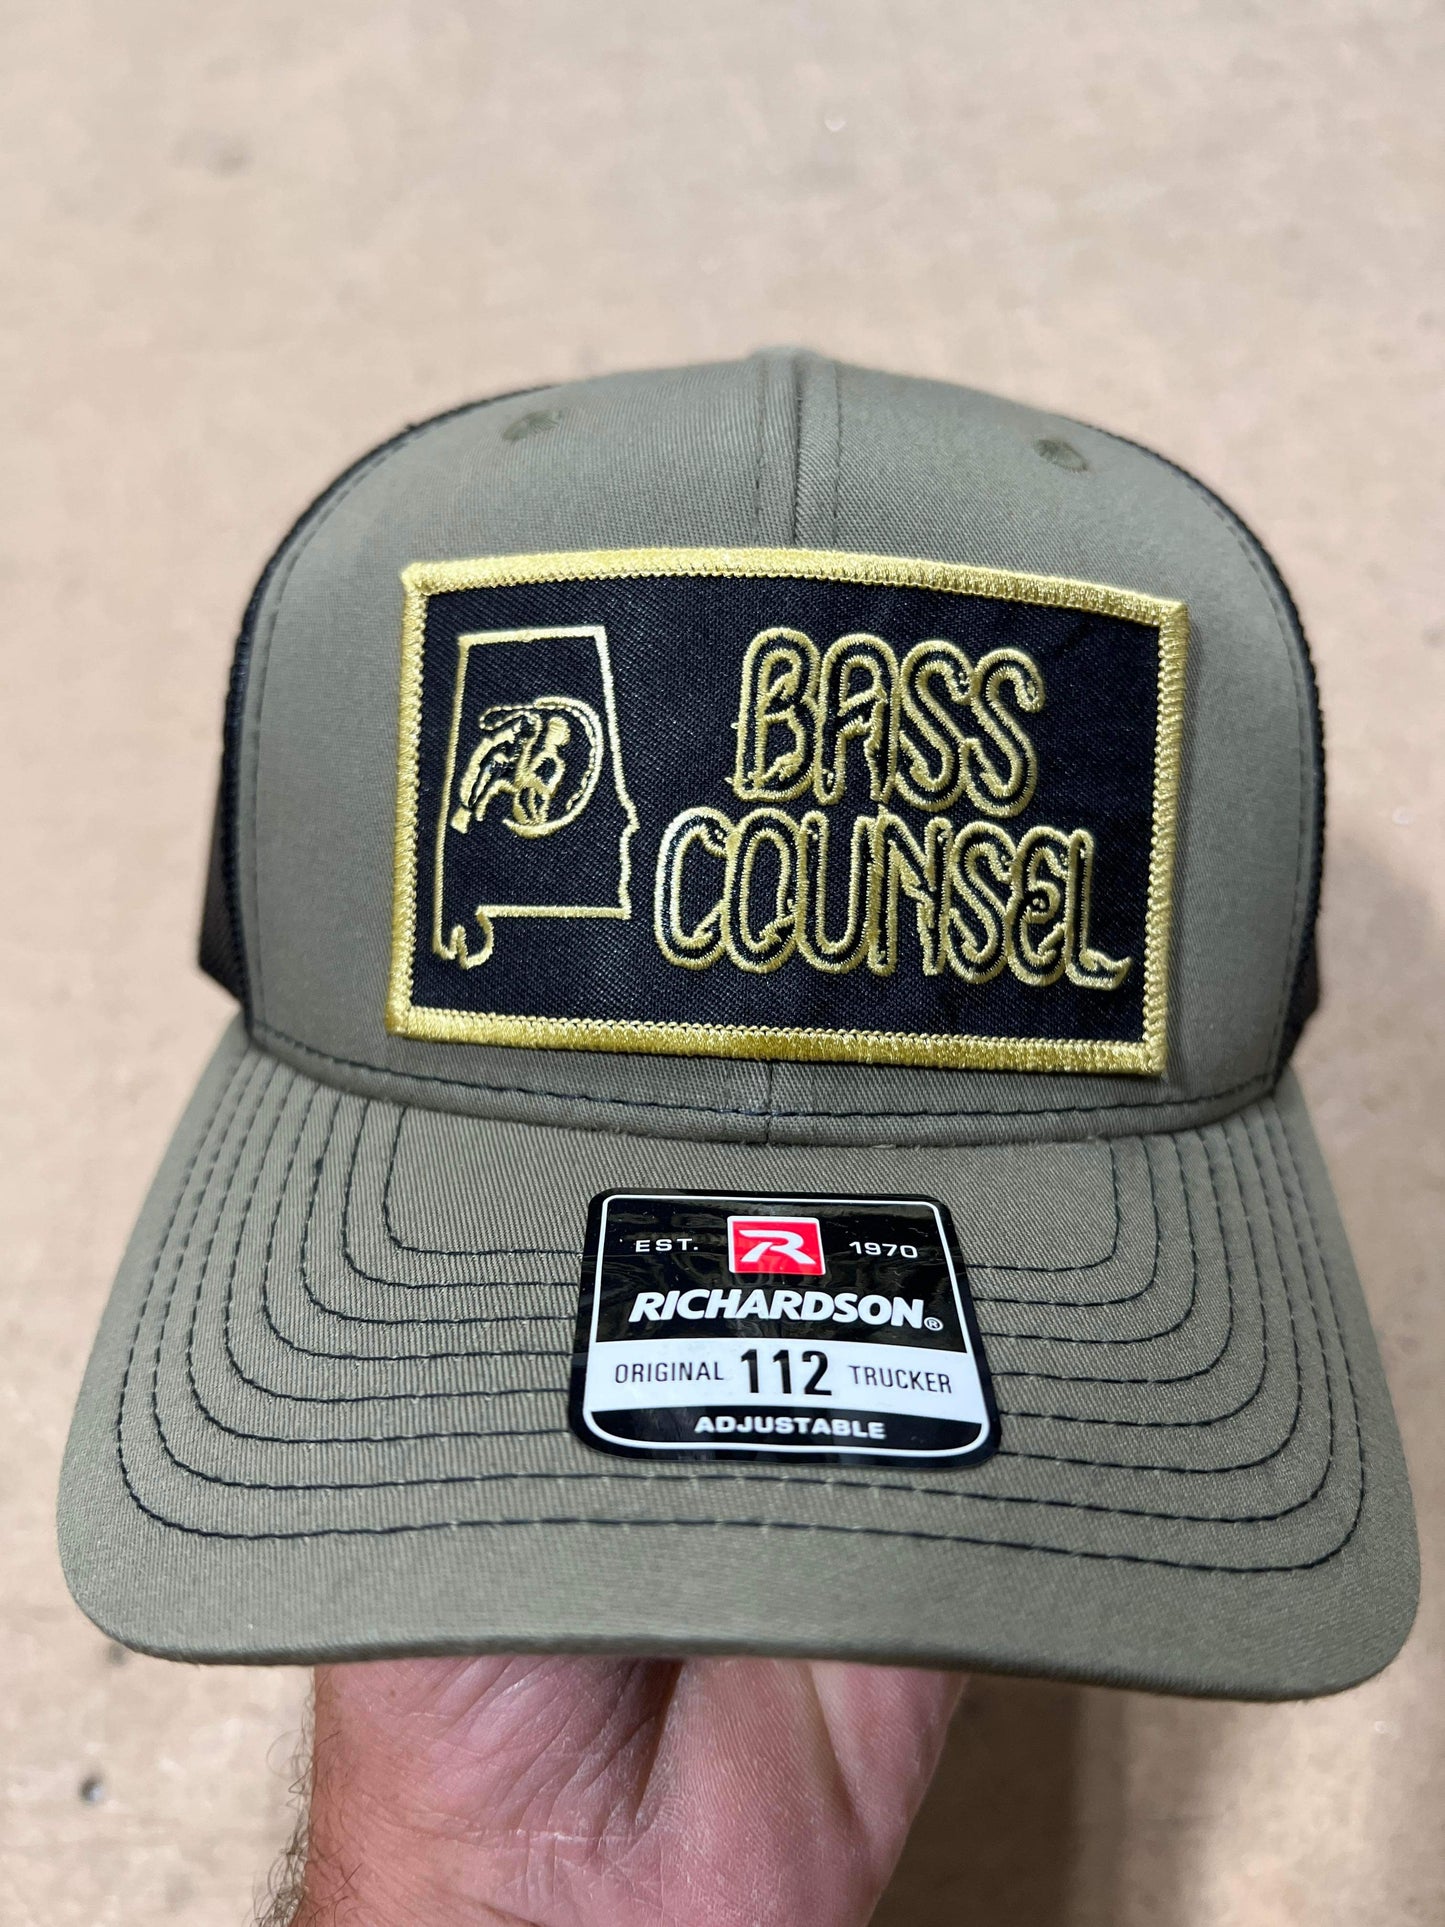 BASS
COUNSEL
EST. R 1970
RICHARDSON®
ORIGINAL 112 TRUCKER
ADJUSTABLE